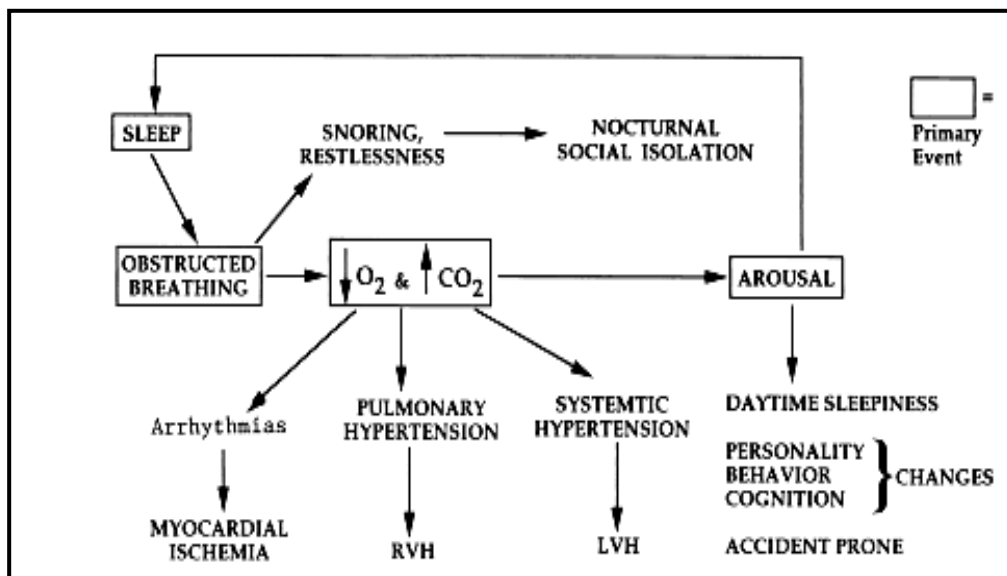 SLEEP
SNORING,
RESTLESSNESS
NOCTURNAL
SOCIAL ISOLATION
=
Primary
Event
OBSTRUCTED
BREATHING
↓O₂ & ↑CO₂
AROUSAL
Arrhythmias
PULMONARY
HYPERTENSION
SYSTEMTIC
HYPERTENSION
DAYTIME SLEEPINESS
PERSONALITY
BEHAVIOR
COGNITION
} CHANGES
MYOCARDIAL
ISCHEMIA
RVH
LVH
ACCIDENT PRONE